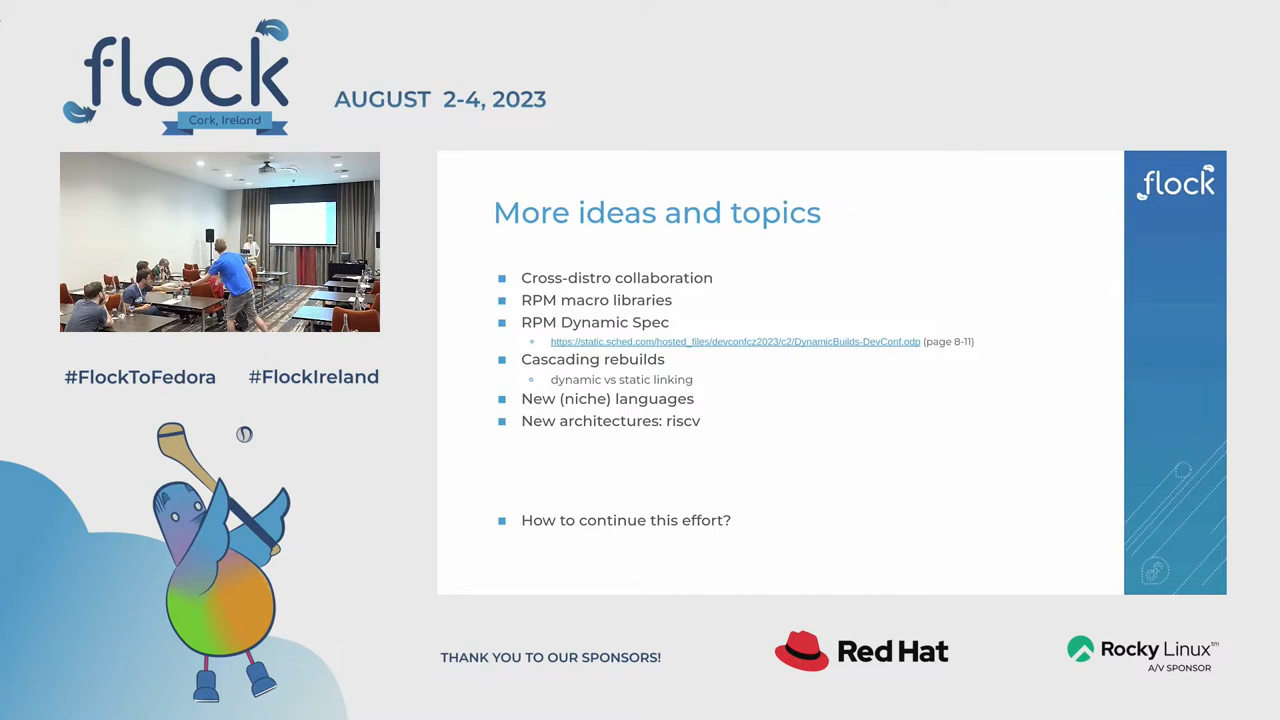 flock
Cork, Ireland
AUGUST 2-4, 2023
flock
More ideas and topics
Cross-distro collaboration
RPM macro libraries
RPM Dynamic Spec
https://static.sched.com/hosted_files/devconfcz2023/c2/DynamicBuilds-DevConf.odp (page 8-11)
Cascading rebuilds
dynamic vs static linking
New (niche) languages
New architectures: riscv
How to continue this effort?
#FlockToFedora #FlockIreland
THANK YOU TO OUR SPONSORS!
Red Hat
Rocky Linux™
A/V SPONSOR